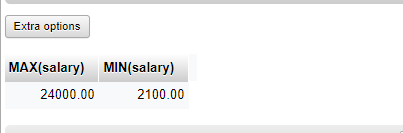 Extra options
MAX(salary) MIN(salary)
24000.00 2100.00